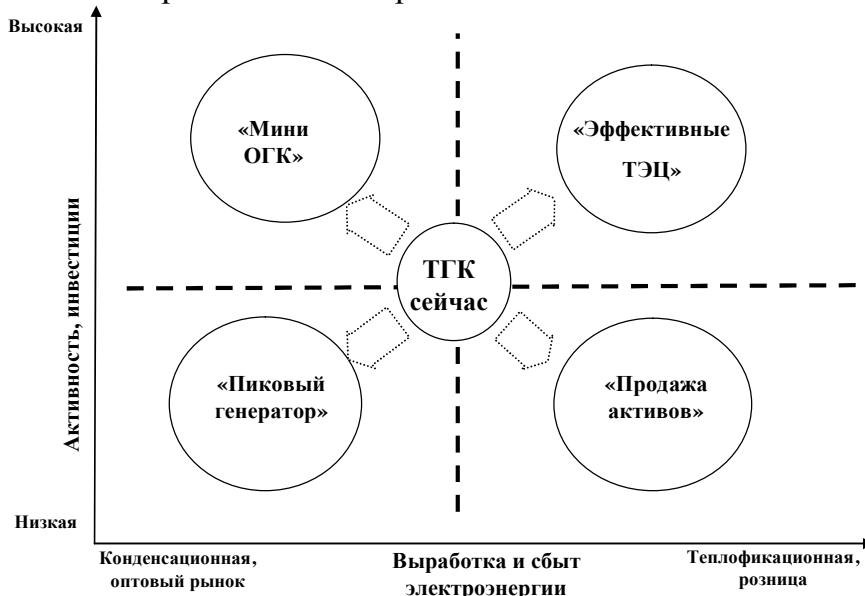 Высокая
«Мини
ОГК»
«Эффективные
ТЭЦ»
Активность, инвестиции
ТГК
сейчас
«Пиковый
генератор»
«Продажа
активов»
Низкая
Конденсационная,
оптовый рынок
Выработка и сбыт
электроэнергии
Теплофикационная,
розница